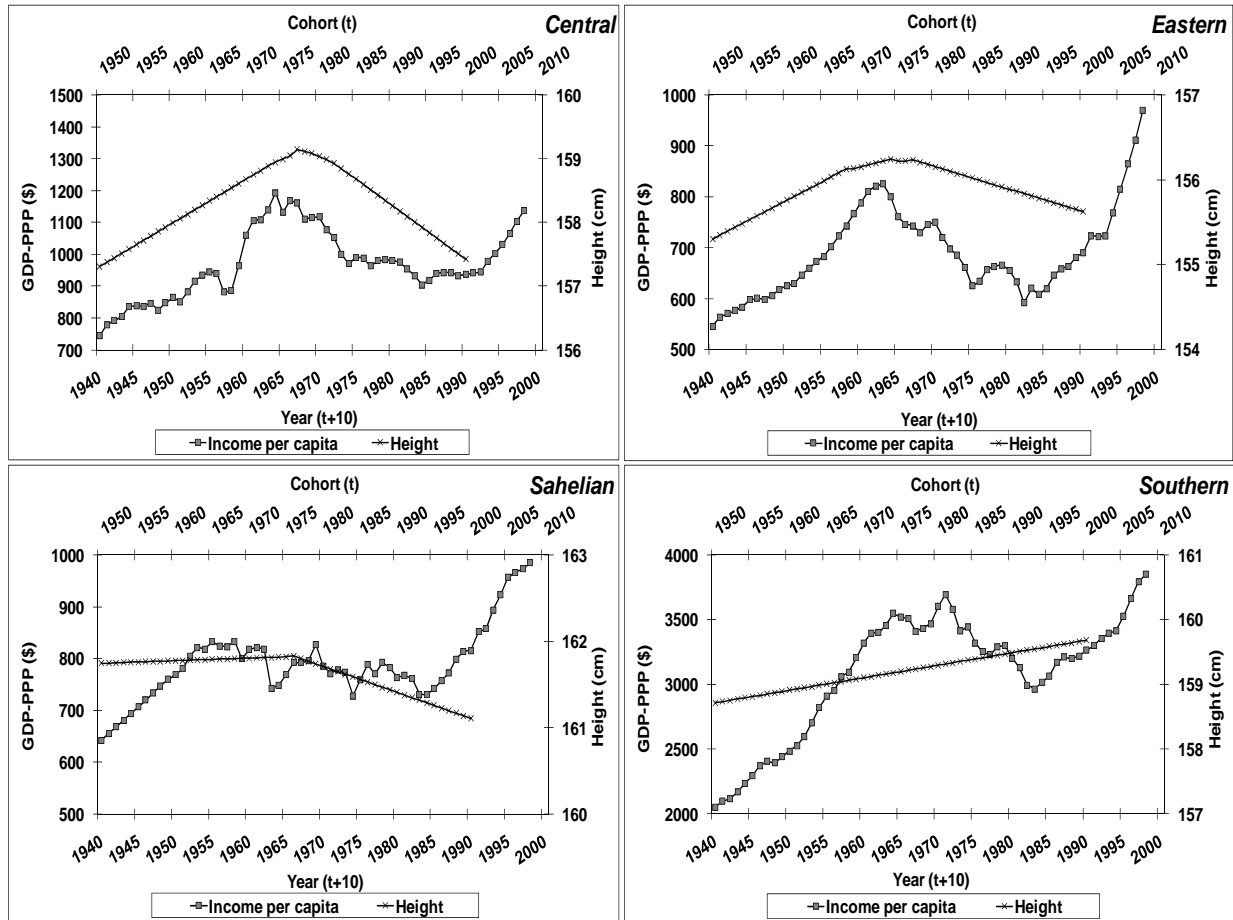 Cohort (t) Central
1950 1955 1960 1965 1970 1975 1980 1985 1990 1995 2000 2005 2010
GDP-PPP ($)
1500
1400
1300
1200
1100
1000
900
800
700
160
159
158
157
156
Height (cm)
1940 1945 1950 1955 1960 1965 1970 1975 1980 1985 1990 1995 2000
Year (t+10)
Income per capita Height
Cohort (t) Eastern
1950 1955 1960 1965 1970 1975 1980 1985 1990 1995 2000 2005 2010
GDP-PPP ($)
1000
900
800
700
600
500
157
156
155
154
Height (cm)
1940 1945 1950 1955 1960 1965 1970 1975 1980 1985 1990 1995 2000
Year (t+10)
Income per capita Height
Cohort (t) Sahelian
1950 1955 1960 1965 1970 1975 1980 1985 1990 1995 2000 2005 2010
GDP-PPP ($)
1000
900
800
700
600
500
163
162
161
160
Height (cm)
1940 1945 1950 1955 1960 1965 1970 1975 1980 1985 1990 1995 2000
Year (t+10)
Income per capita Height
Cohort (t) Southern
1950 1955 1960 1965 1970 1975 1980 1985 1990 1995 2000 2005 2010
GDP-PPP ($)
4000
3500
3000
2500
2000
161
160
159
158
157
Height (cm)
1940 1945 1950 1955 1960 1965 1970 1975 1980 1985 1990 1995 2000
Year (t+10)
Income per capita Height